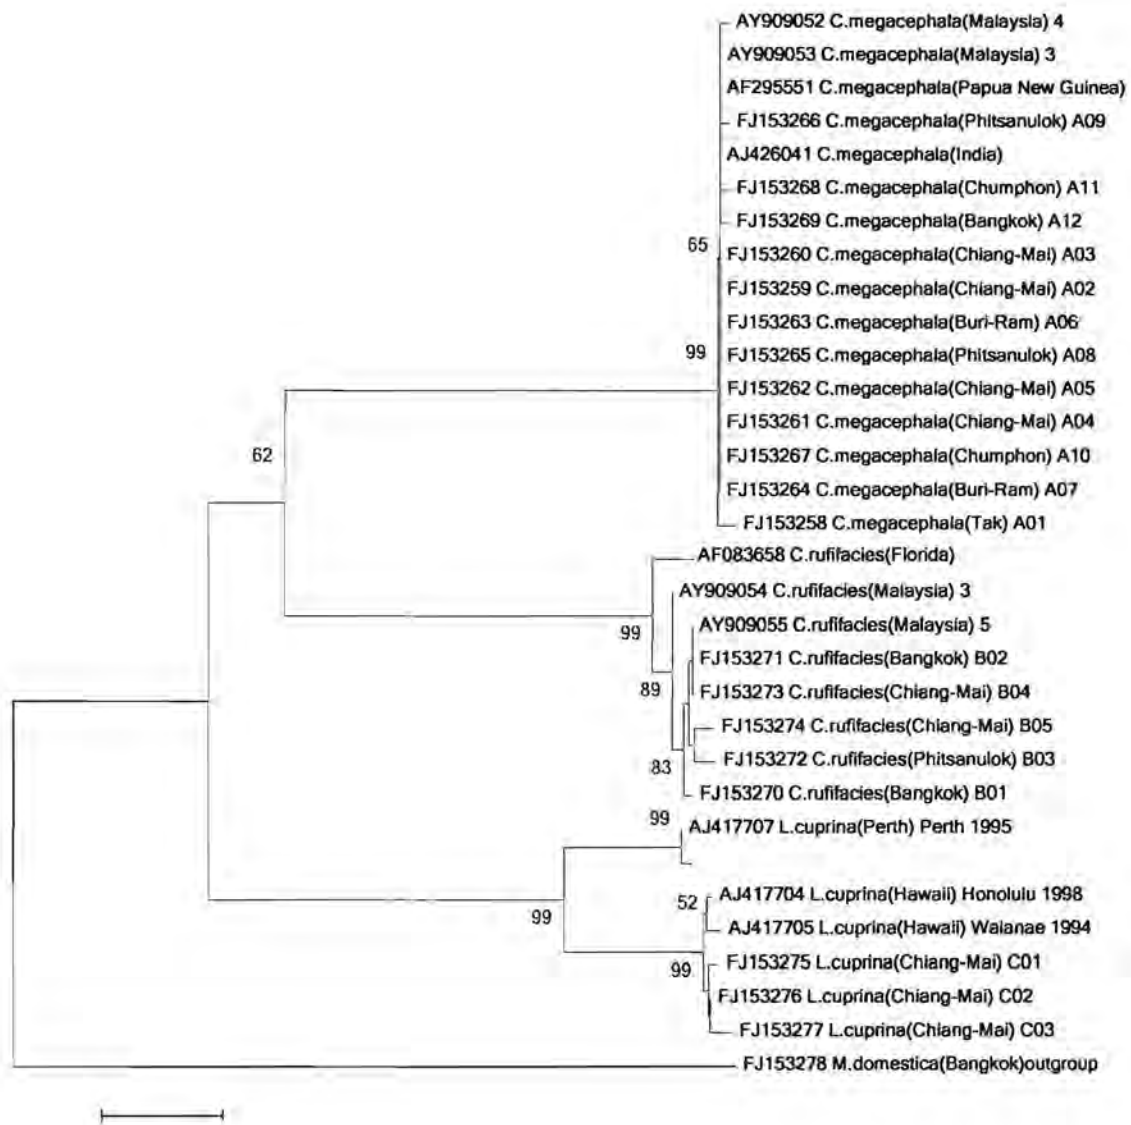 AY909052 C.megacephala(Malaysia) 4
AY909053 C.megacephala(Malaysia) 3
AF295551 C.megacephala(Papua New Guinea)
FJ153266 C.megacephala(Phitsanulok) A09
AJ426041 C.megacephala(India)
FJ153268 C.megacephala(Chumphon) A11
FJ153269 C.megacephala(Bangkok) A12
65
FJ153260 C.megacephala(Chiang-Mai) A03
FJ153259 C.megacephala(Chiang-Mai) A02
FJ153263 C.megacephala(Buri-Ram) A06
99
FJ153265 C.megacephala(Phitsanulok) A08
FJ153262 C.megacephala(Chiang-Mai) A05
FJ153261 C.megacephala(Chiang-Mai) A04
62
FJ153267 C.megacephala(Chumphon) A10
FJ153264 C.megacephala(Buri-Ram) A07
FJ153258 C.megacephala(Tak) A01
AF083658 C.rufifacies(Florida)
AY909054 C.rufifacies(Malaysia) 3
99
AY909055 C.rufifacies(Malaysia) 5
FJ153271 C.rufifacies(Bangkok) B02
89
FJ153273 C.rufifacies(Chiang-Mai) B04
FJ153274 C.rufifacies(Chiang-Mai) B05
83
FJ153272 C.rufifacies(Phitsanulok) B03
FJ153270 C.rufifacies(Bangkok) B01
99
AJ417707 L.cuprina(Perth) Perth 1995
52
AJ417704 L.cuprina(Hawaii) Honolulu 1998
99
AJ417705 L.cuprina(Hawaii) Waianae 1994
99
FJ153275 L.cuprina(Chiang-Mai) C01
FJ153276 L.cuprina(Chiang-Mai) C02
FJ153277 L.cuprina(Chiang-Mai) C03
FJ153278 M.domestica(Bangkok)outgroup